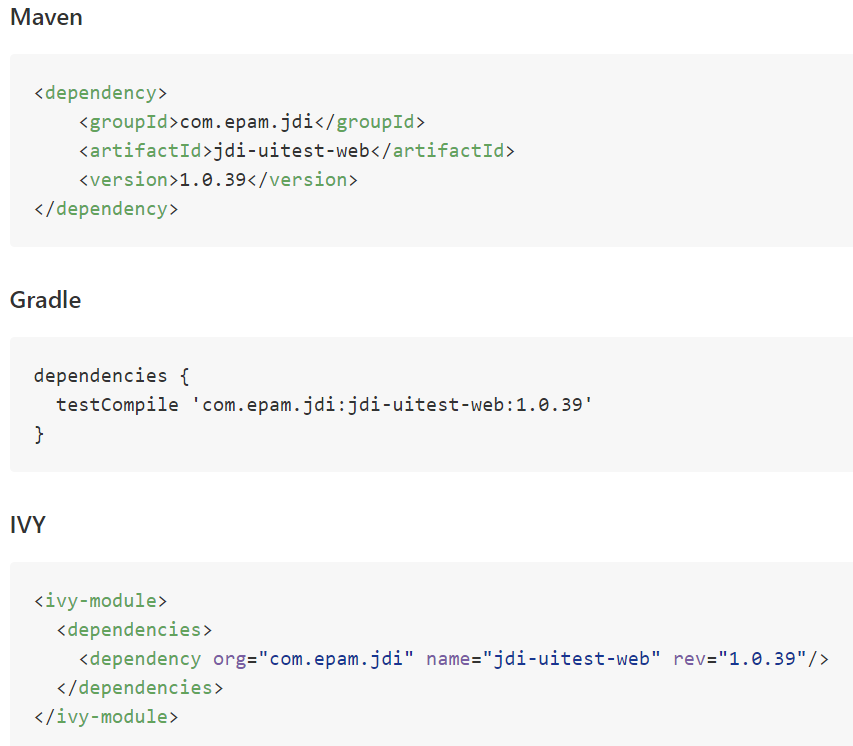 Maven
<dependency>
    <groupId>com.epam.jdi</groupId>
    <artifactId>jdi-uitest-web</artifactId>
    <version>1.0.39</version>
</dependency>
Gradle
dependencies {
  testCompile 'com.epam.jdi:jdi-uitest-web:1.0.39'
}
IVY
<ivy-module>
  <dependencies>
    <dependency org="com.epam.jdi" name="jdi-uitest-web" rev="1.0.39"/>
  </dependencies>
</ivy-module>